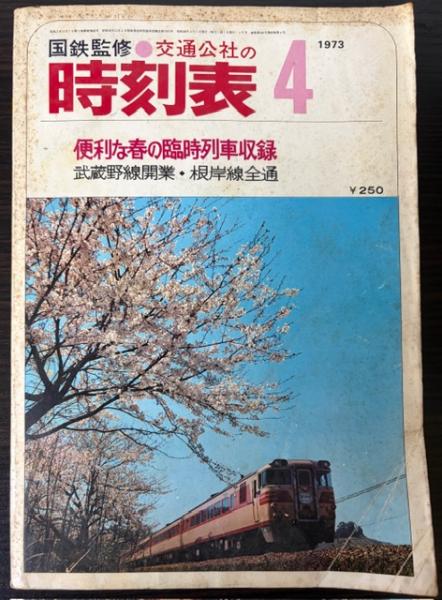 国鉄監修●交通公社の
時刻表 4 1973
便利な春の臨時列車収録
武蔵野線開業・根岸線全通
￥250